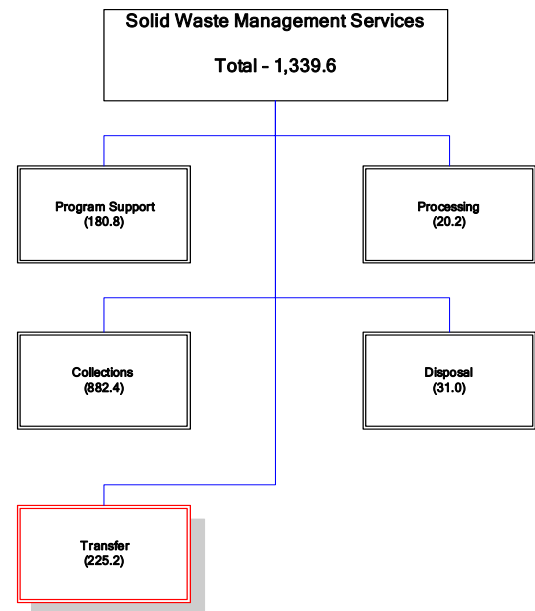 Solid Waste Management Services
Total - 1,339.6
Program Support
(180.8)
Processing
(20.2)
Collections
(882.4)
Disposal
(31.0)
Transfer
(225.2)